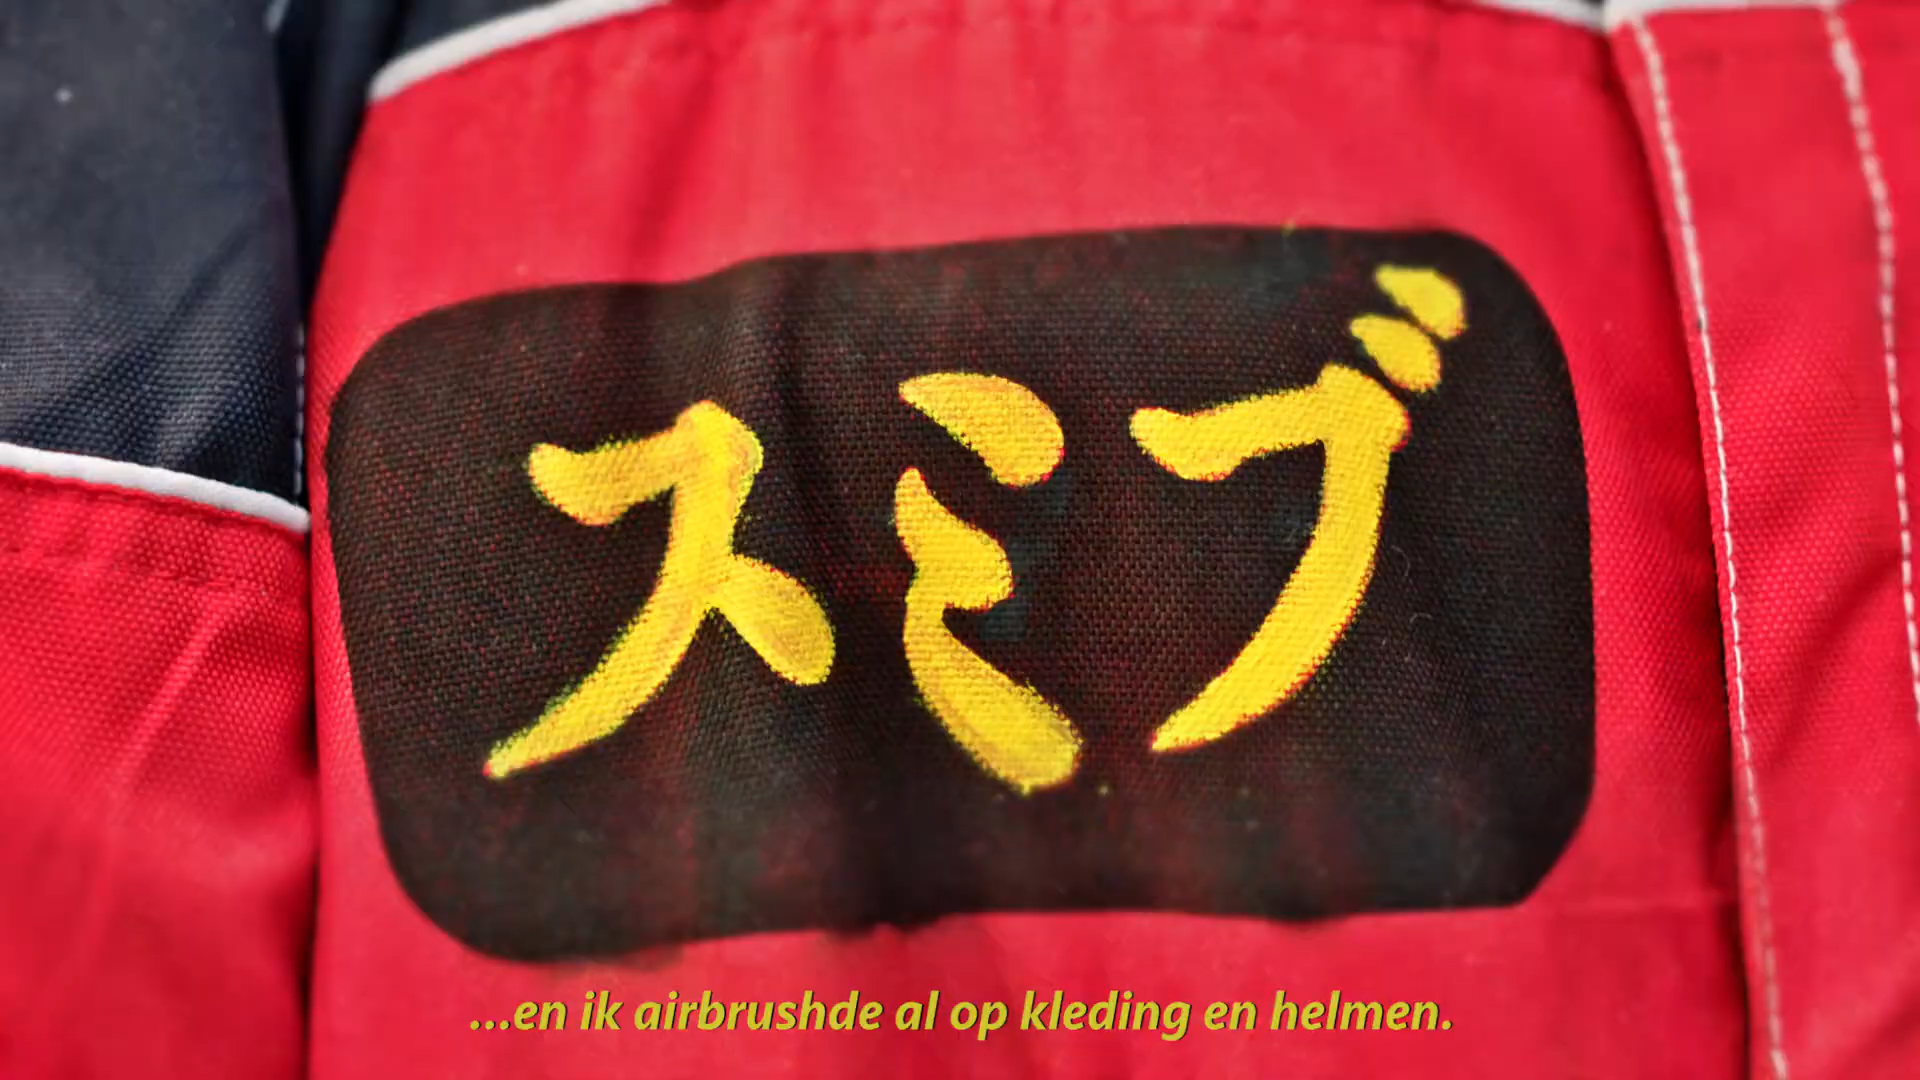 スミブ
...en ik airbrushde al op kleding en helmen.